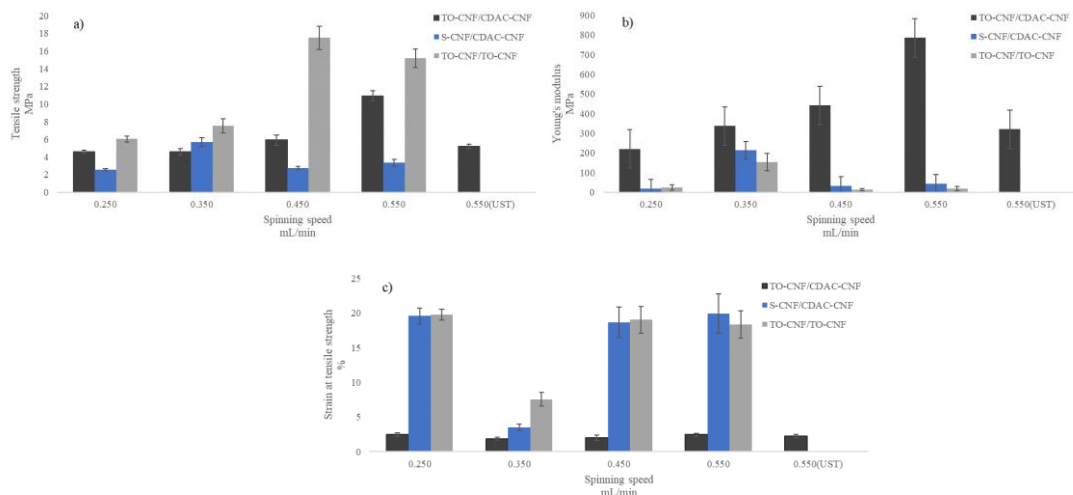 a)
TO-CNF/CDAC-CNF
S-CNF/CDAC-CNF
TO-CNF/TO-CNF
Tensile strength
MPa
20
18
16
14
12
10
8
6
4
2
0
0.250 0.350 0.450 0.550 0.550(UST)
Spinning speed
mL/min
b)
TO-CNF/CDAC-CNF
S-CNF/CDAC-CNF
TO-CNF/TO-CNF
Young's modulus
MPa
900
800
700
600
500
400
300
200
100
0
0.250 0.350 0.450 0.550 0.550(UST)
Spinning speed
mL/min
c)
TO-CNF/CDAC-CNF
S-CNF/CDAC-CNF
TO-CNF/TO-CNF
Strain at tensile strength
%
25
20
15
10
5
0
0.250 0.350 0.450 0.550 0.550(UST)
Spinning speed
mL/min